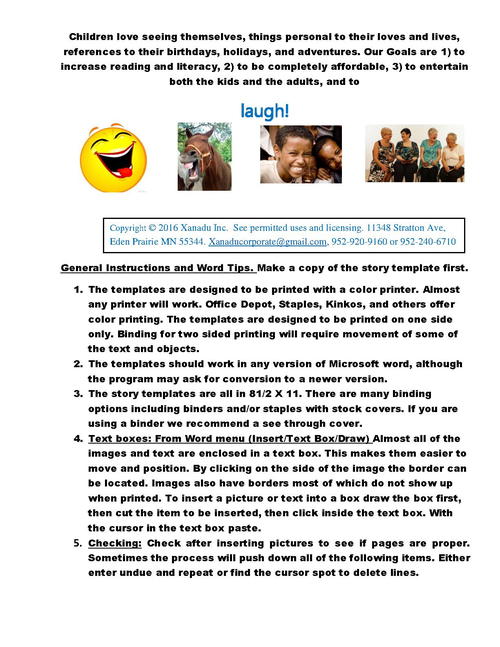 Children love seeing themselves, things personal to their loves and lives,
references to their birthdays, holidays, and adventures. Our Goals are 1) to
increase reading and literacy, 2) to be completely affordable, 3) to entertain
both the kids and the adults, and to
laugh!
Copyright © 2016 Xanadu Inc. See permitted uses and licensing. 11348 Stratton Ave,
Eden Prairie MN 55344. Xanaducorporate@gmail.com, 952-920-9160 or 952-240-6710
General Instructions and Word Tips. Make a copy of the story template first.
1. The templates are designed to be printed with a color printer. Almost
any printer will work. Office Depot, Staples, Kinkos, and others offer
color printing. The templates are designed to be printed on one side
only. Binding for two sided printing will require movement of some of
the text and objects.
2. The templates should work in any version of Microsoft word, although
the program may ask for conversion to a newer version.
3. The story templates are all in 81/2 X 11. There are many binding
options including binders and/or staples with stock covers. If you are
using a binder we recommend a see through cover.
4. Text boxes: From Word menu (Insert/Text Box/Draw) Almost all of the
images and text are enclosed in a text box. This makes them easier to
move and position. By clicking on the side of the image the border can
be located. Images also have borders most of which do not show up
when printed. To insert a picture or text into a box draw the box first,
then cut the item to be inserted, then click inside the text box. With
the cursor in the text box paste.
5. Checking: Check after inserting pictures to see if pages are proper.
Sometimes the process will push down all of the following items. Either
enter undue and repeat or find the cursor spot to delete lines.